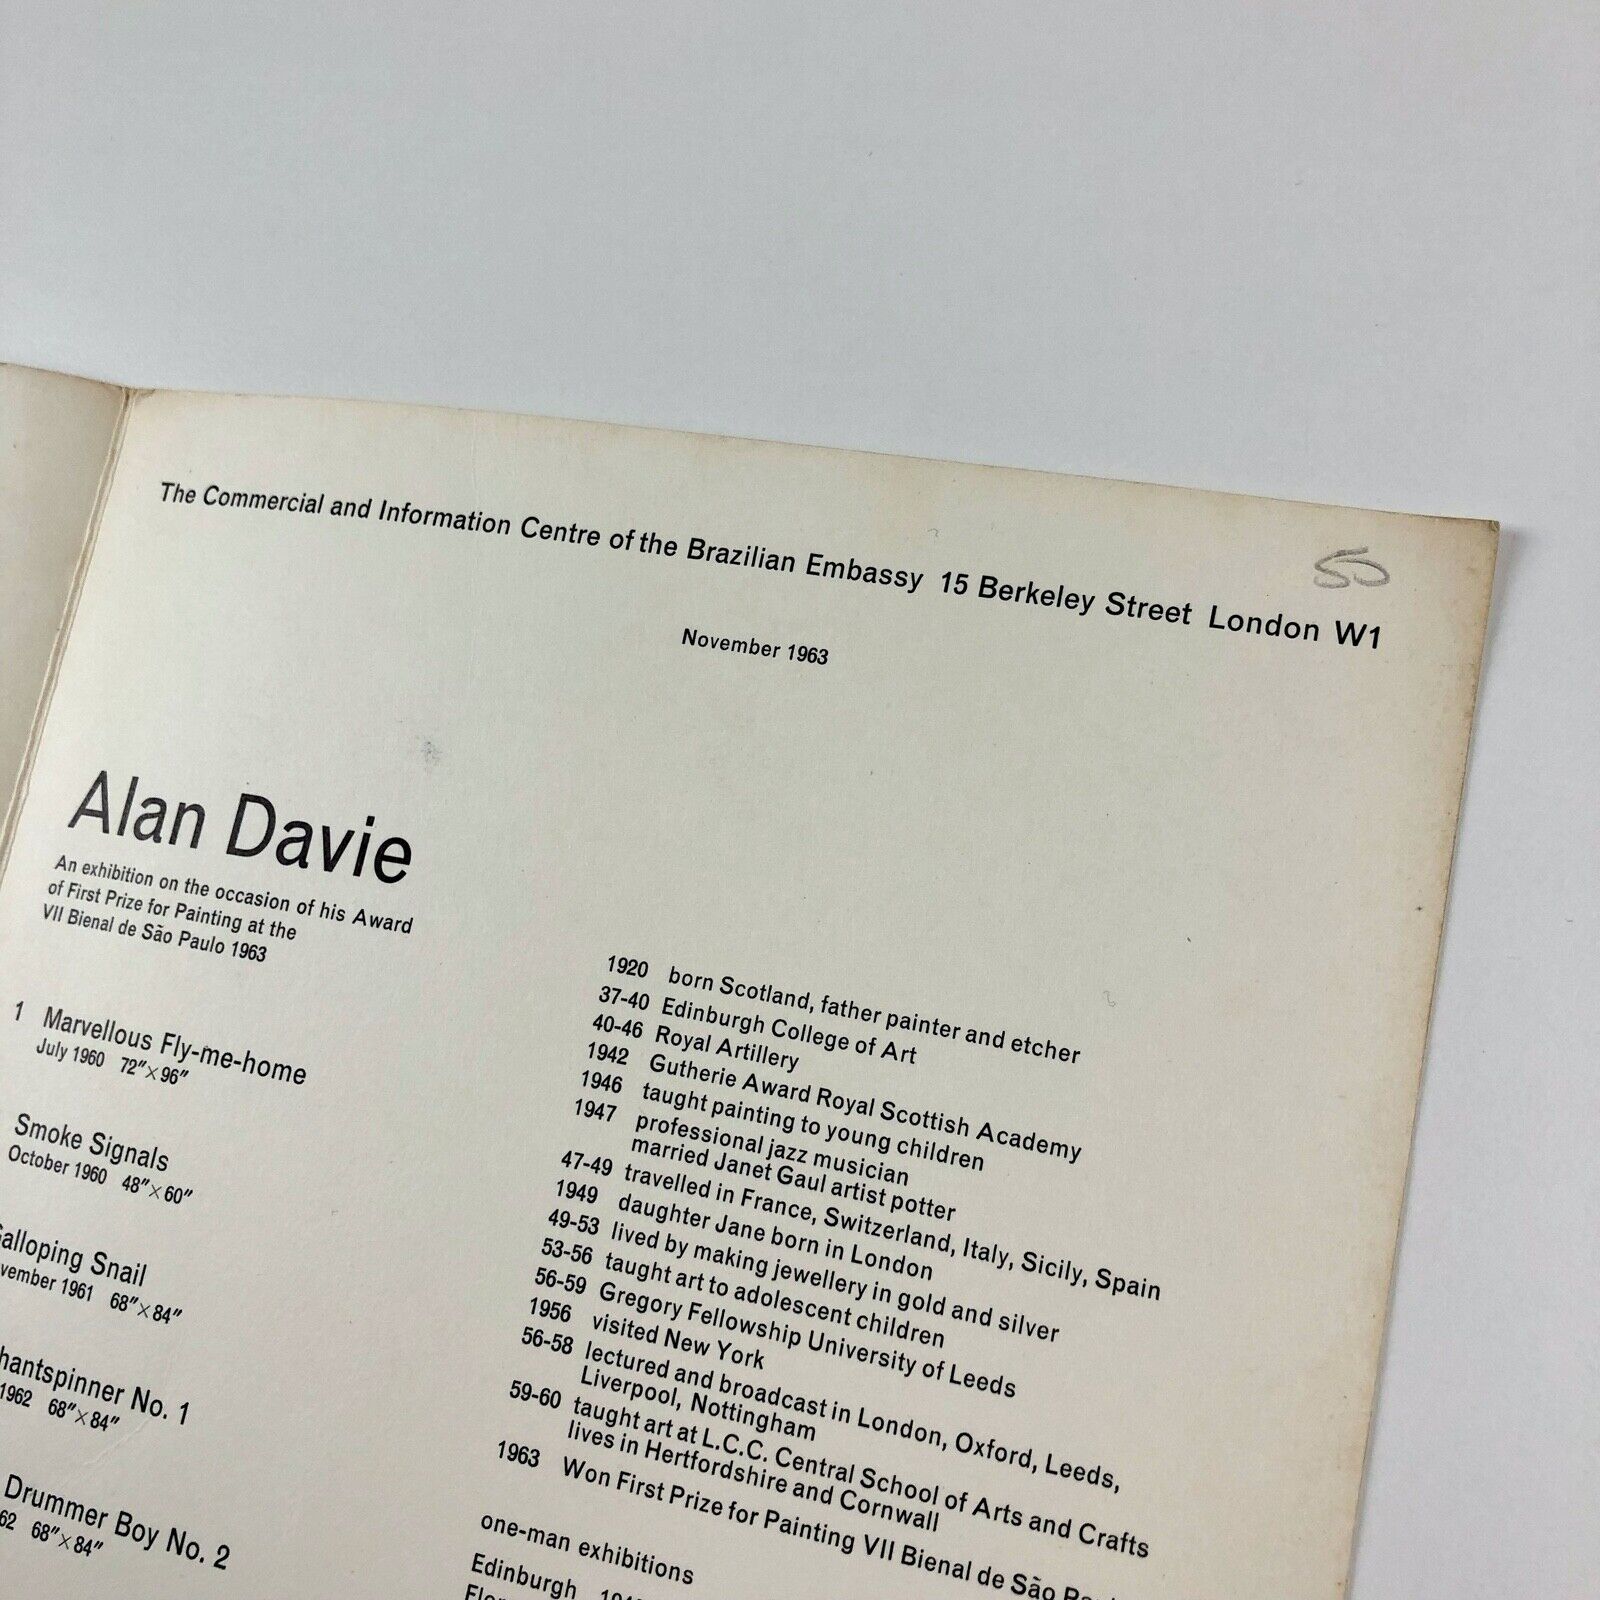 The Commercial and Information Centre of the Brazilian Embassy 15 Berkeley Street London W1
50
November 1963
Alan Davie
An exhibition on the occasion of his Award
of First Prize for Painting at the
VII Bienal de São Paulo 1963
1 Marvellous Fly-me-home
July 1960 72"×96"
Smoke Signals
October 1960 48"×60"
alloping Snail
vember 1961 68"×84"
hantspinner No. 1
1962 68"×84"
Drummer Boy No. 2
62 68"×84"
1920 born Scotland, father painter and etcher
37-40 Edinburgh College of Art
40-46 Royal Artillery
1942 Gutherie Award Royal Scottish Academy
1946 taught painting to young children
1947 professional jazz musician
married Janet Gaul artist potter
47-49 travelled in France, Switzerland, Italy, Sicily, Spain
1949 daughter Jane born in London
49-53 lived by making jewellery in gold and silver
53-56 taught art to adolescent children
56-59 Gregory Fellowship University of Leeds
1956 visited New York
56-58 lectured and broadcast in London, Oxford, Leeds,
Liverpool, Nottingham
59-60 taught art at L.C.C. Central School of Arts and Crafts
lives in Hertfordshire and Cornwall
1963 Won First Prize for Painting VII Bienal de São
one-man exhibitions
Edinburgh